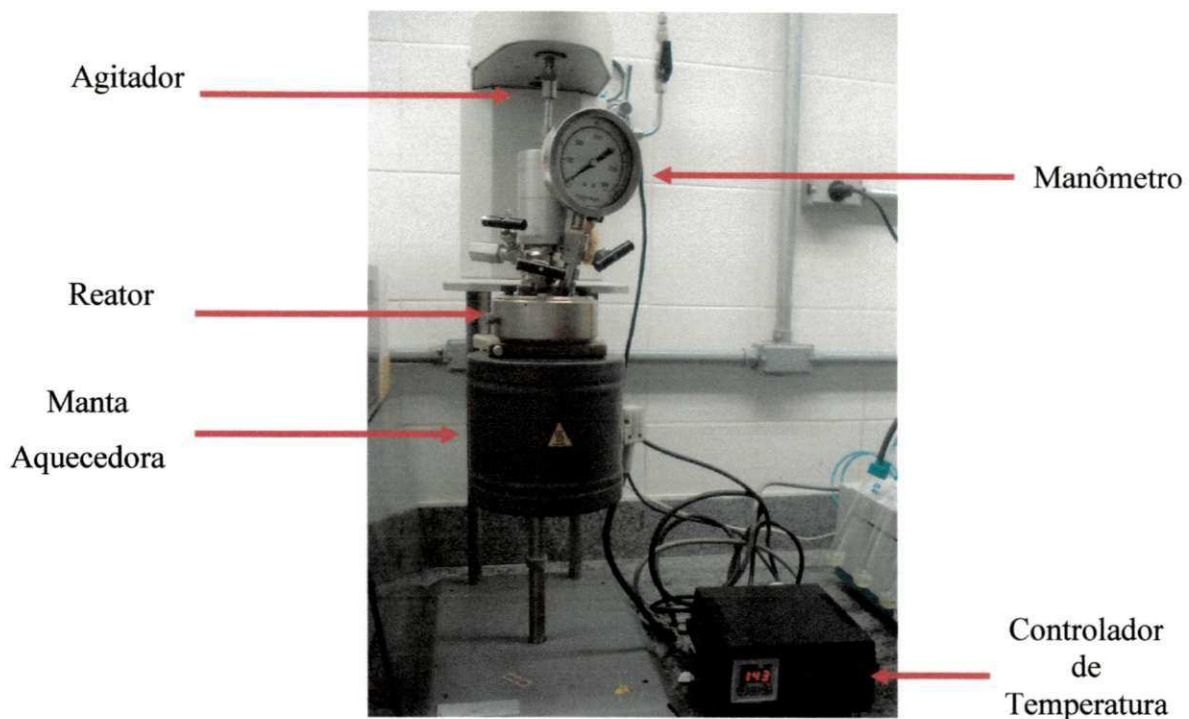 Agitador
Manômetro
Reator
Manta
Aquecedora
Controlador
de
Temperatura
143